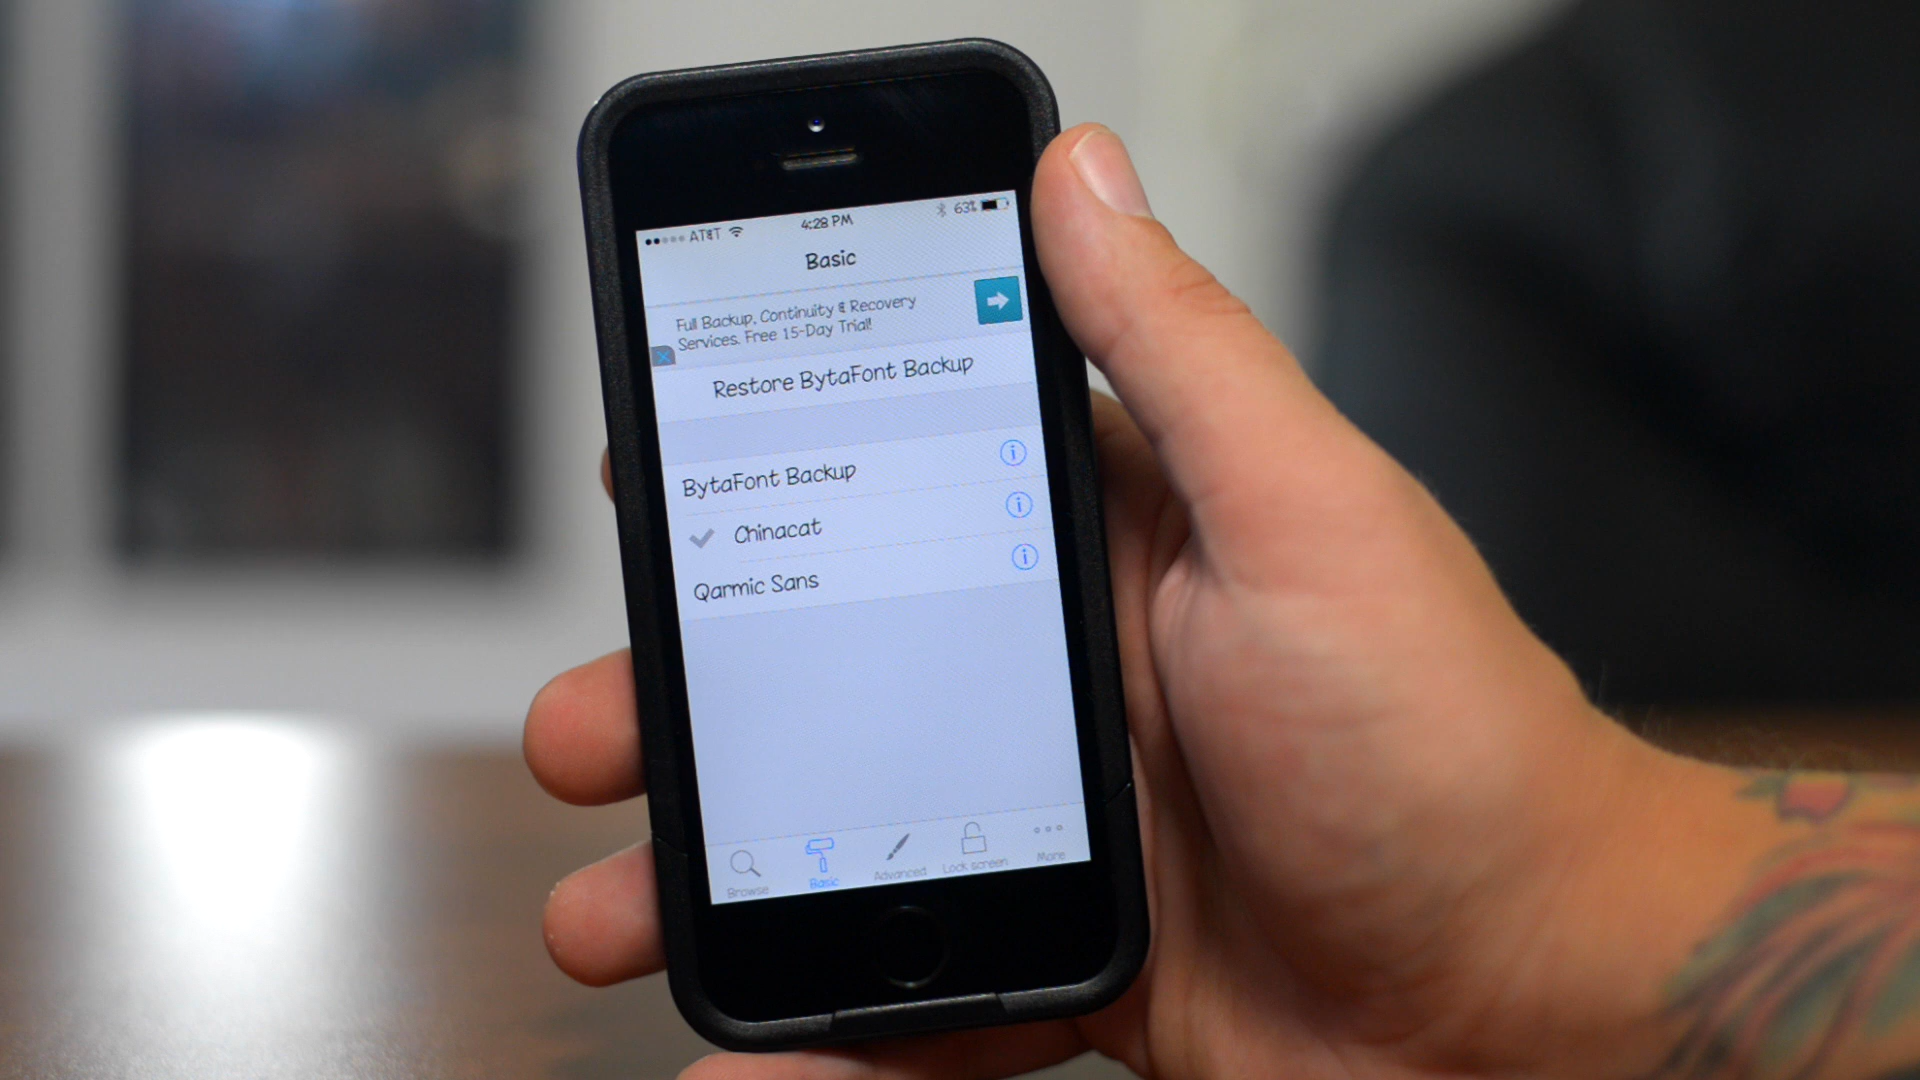 AT&T 4:28 PM 63%
Basic
Full Backup, Continuity & Recovery
Services. Free 15-Day Trial!
Restore BytaFont Backup
BytaFont Backup
Chinacat
Qarmic Sans
Browse Basic Advanced Lock screen More